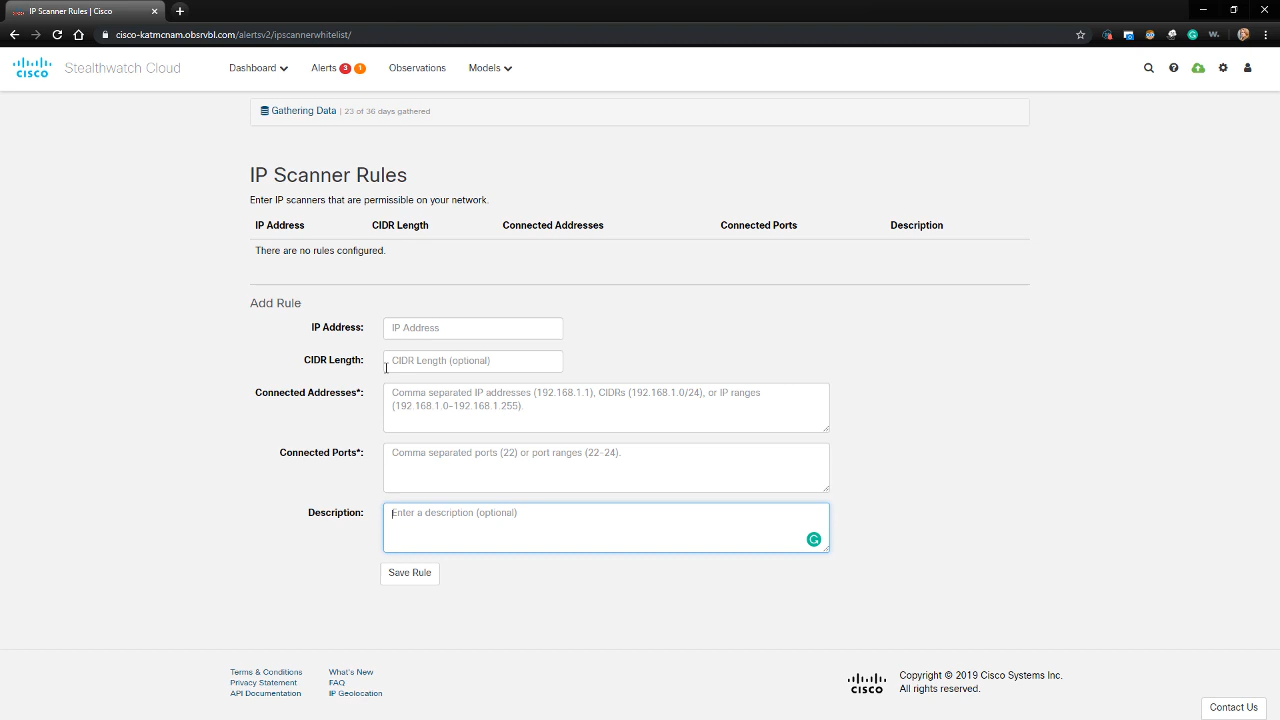 IP Scanner Rules | Cisco
cisco-katmcnam.obsrvbl.com/alertsv2/ipscannerwhitelist/
CISCO
Stealthwatch Cloud
Dashboard
Alerts 3 1
Observations
Models
Gathering Data | 23 of 36 days gathered
IP Scanner Rules
Enter IP scanners that are permissible on your network.
IP Address CIDR Length Connected Addresses Connected Ports Description
There are no rules configured.
Add Rule
IP Address: IP Address
CIDR Length: CIDR Length (optional)
Connected Addresses*: Comma separated IP addresses (192.168.1.1), CIDRs (192.168.1.0/24), or IP ranges
(192.168.1.0-192.168.1.255).
Connected Ports*: Comma separated ports (22) or port ranges (22-24).
Description: Enter a description (optional)
Save Rule
Terms & Conditions What's New
Privacy Statement FAQ
API Documentation IP Geolocation
CISCO
Copyright © 2019 Cisco Systems Inc.
All rights reserved.
Contact Us